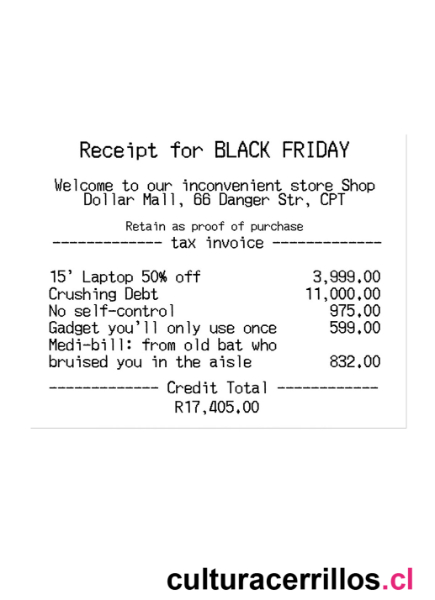 Receipt for BLACK FRIDAY
Welcome to our inconvenient store Shop
Dollar Mall, 66 Danger Str, CPT
Retain as proof of purchase
------------- tax invoice -------------
15' Laptop 50% off 3,999.00
Crushing Debt 11,000.00
No self-control 975.00
Gadget you'll only use once 599.00
Medi-bill: from old bat who
bruised you in the aisle 832.00
------------- Credit Total ------------
R17,405.00
culturacerrillos.cl